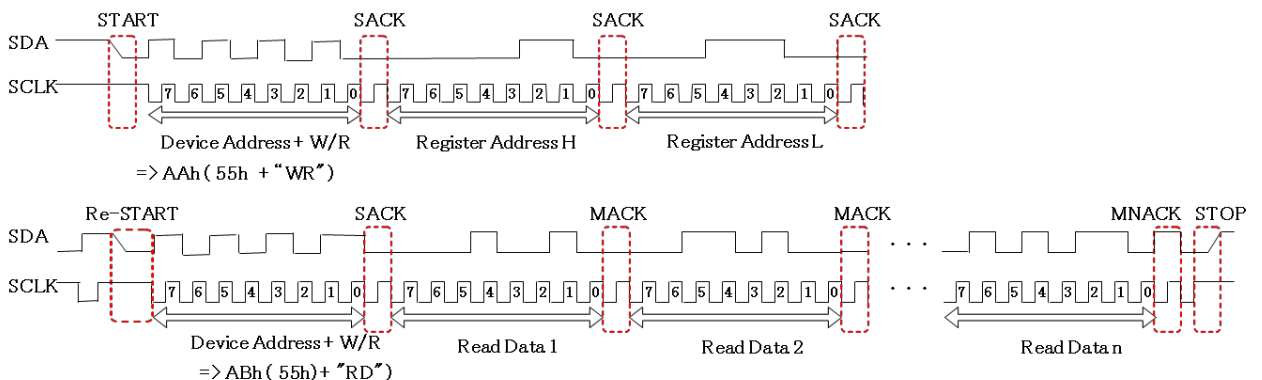 START SACK SACK SACK
SDA
SCLK 7 6 5 4 3 2 1 0 7 6 5 4 3 2 1 0 7 6 5 4 3 2 1 0
Device Address + W/R Register Address H Register Address L
=> AAh ( 55h + “WR”)
Re-START SACK MACK MACK MNACK STOP
SDA . . .
SCLK 7 6 5 4 3 2 1 0 7 6 5 4 3 2 1 0 7 6 5 4 3 2 1 0 . . . 7 6 5 4 3 2 1 0
Device Address + W/R Read Data 1 Read Data 2 Read Data n
=> ABh ( 55h) + ”RD”)